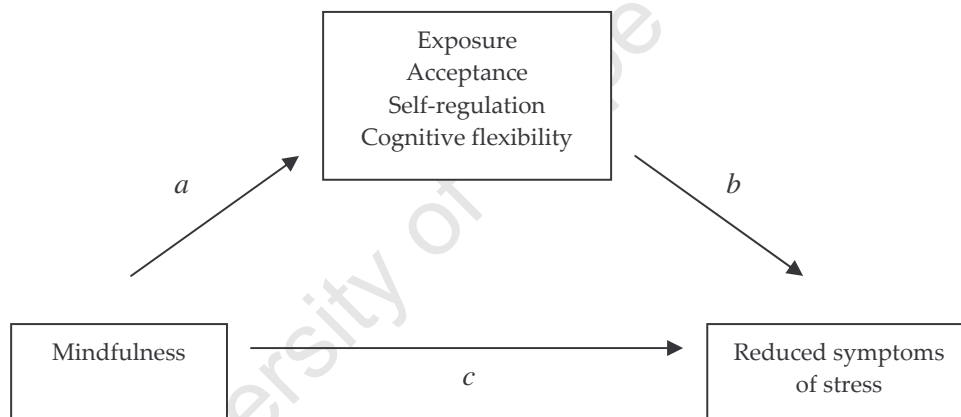 Exposure
Acceptance
Self-regulation
Cognitive flexibility
a
b
Mindfulness
Reduced symptoms
of stress
c